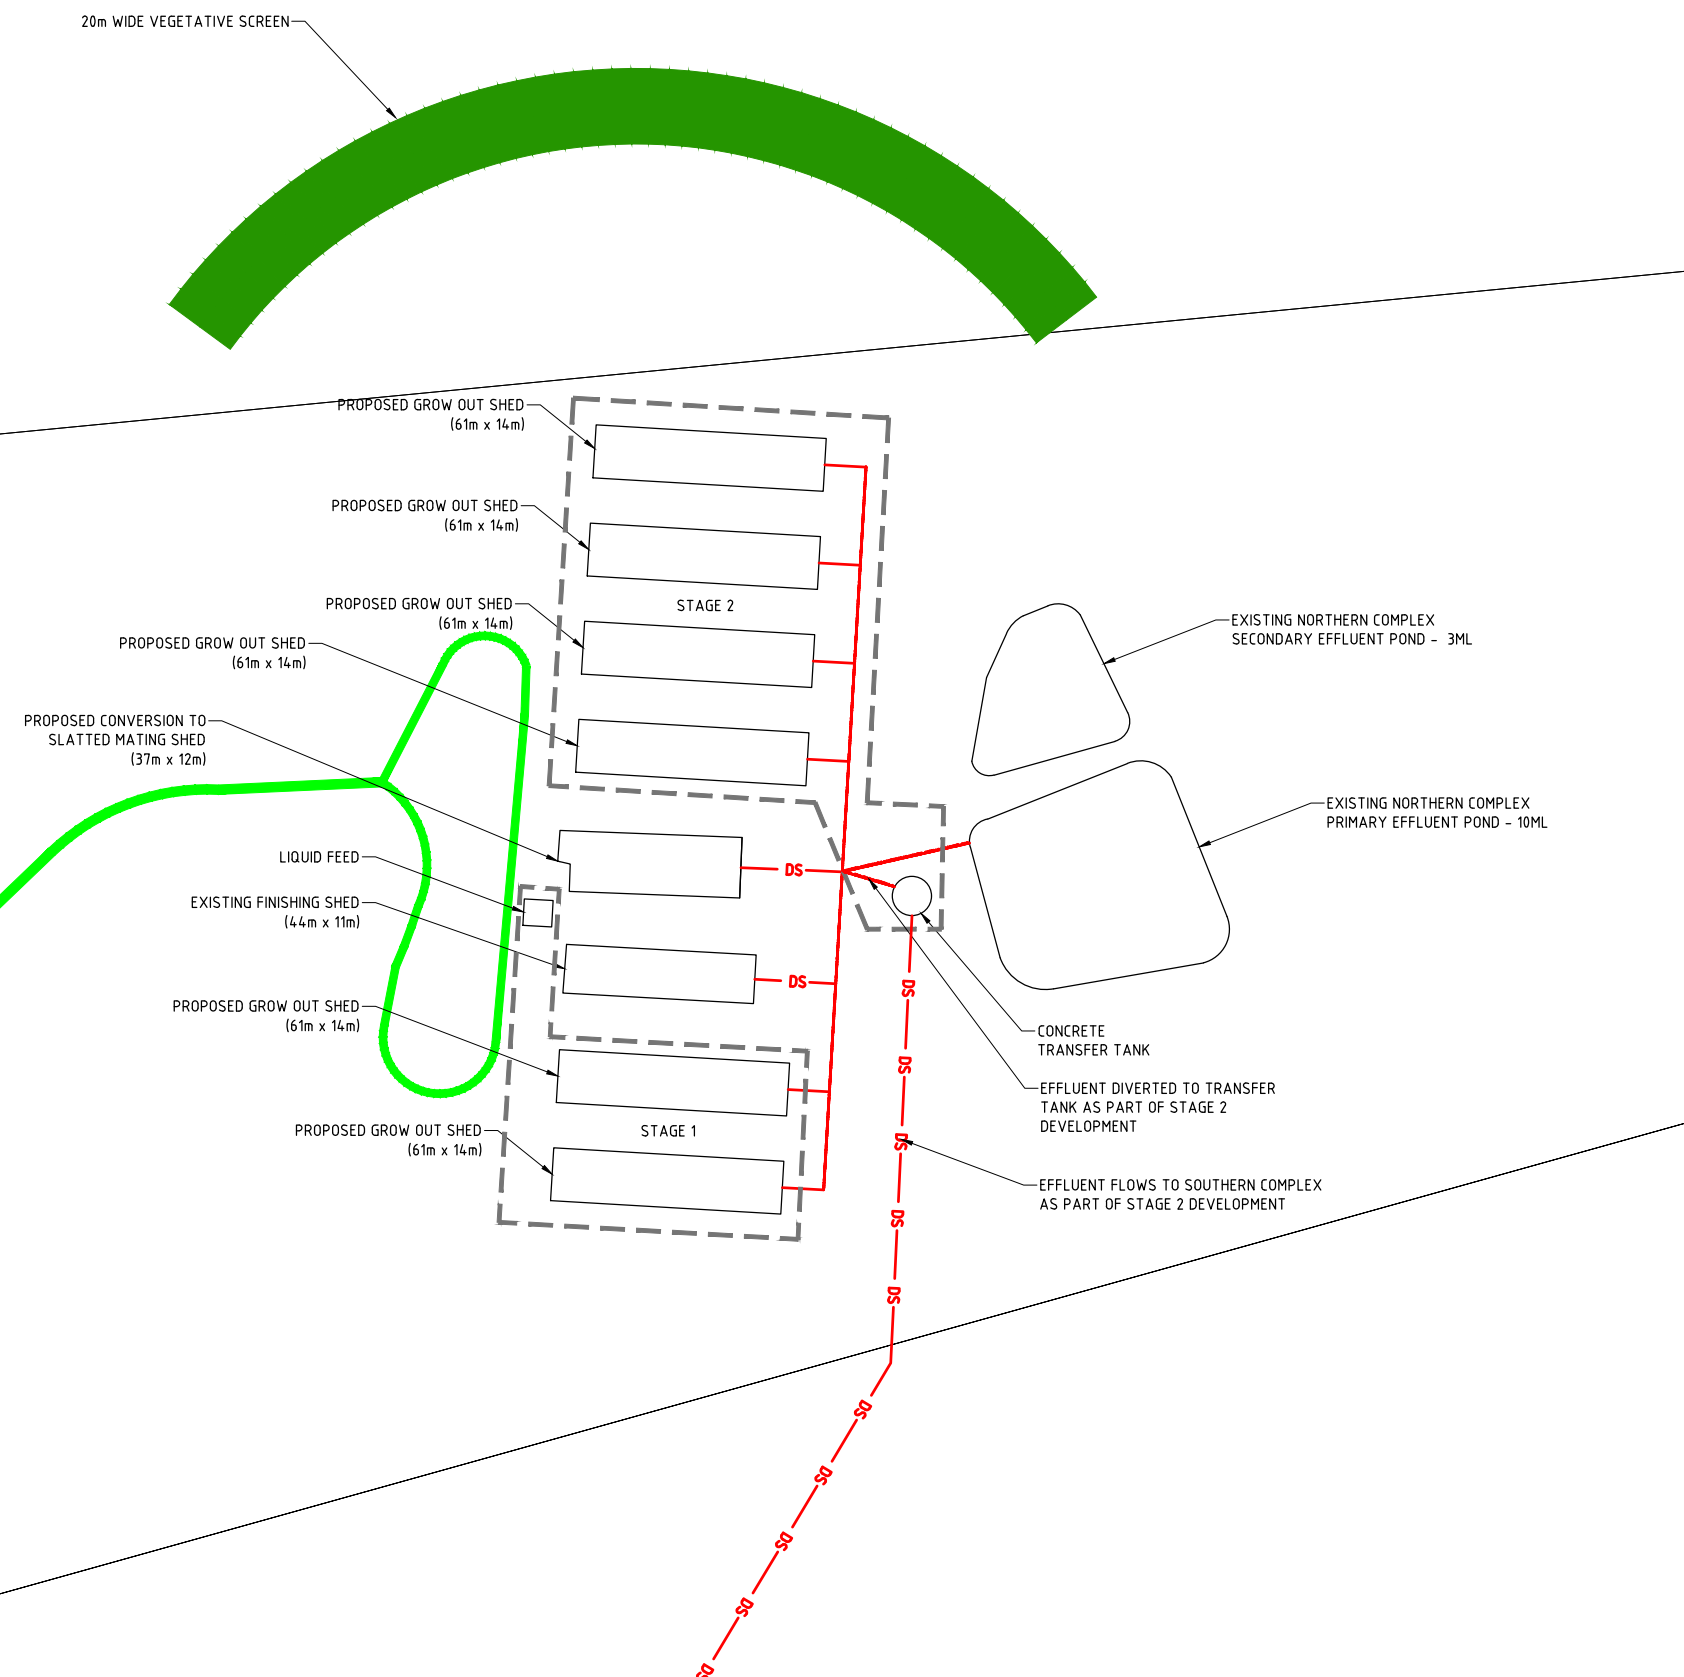 20m WIDE VEGETATIVE SCREEN
PROPOSED GROW OUT SHED
(61m x 14m)
PROPOSED GROW OUT SHED
(61m x 14m)
PROPOSED GROW OUT SHED
(61m x 14m)
STAGE 2
PROPOSED GROW OUT SHED
(61m x 14m)
PROPOSED CONVERSION TO
SLATTED MATING SHED
(37m x 12m)
LIQUID FEED
EXISTING FINISHING SHED
(44m x 11m)
PROPOSED GROW OUT SHED
(61m x 14m)
STAGE 1
PROPOSED GROW OUT SHED
(61m x 14m)
EXISTING NORTHERN COMPLEX
SECONDARY EFFLUENT POND - 3ML
EXISTING NORTHERN COMPLEX
PRIMARY EFFLUENT POND - 10ML
CONCRETE
TRANSFER TANK
EFFLUENT DIVERTED TO TRANSFER
TANK AS PART OF STAGE 2
DEVELOPMENT
EFFLUENT FLOWS TO SOUTHERN COMPLEX
AS PART OF STAGE 2 DEVELOPMENT
DS
DS
DS
DS
DS
DS
DS
DS
DS
DS
DS
DS